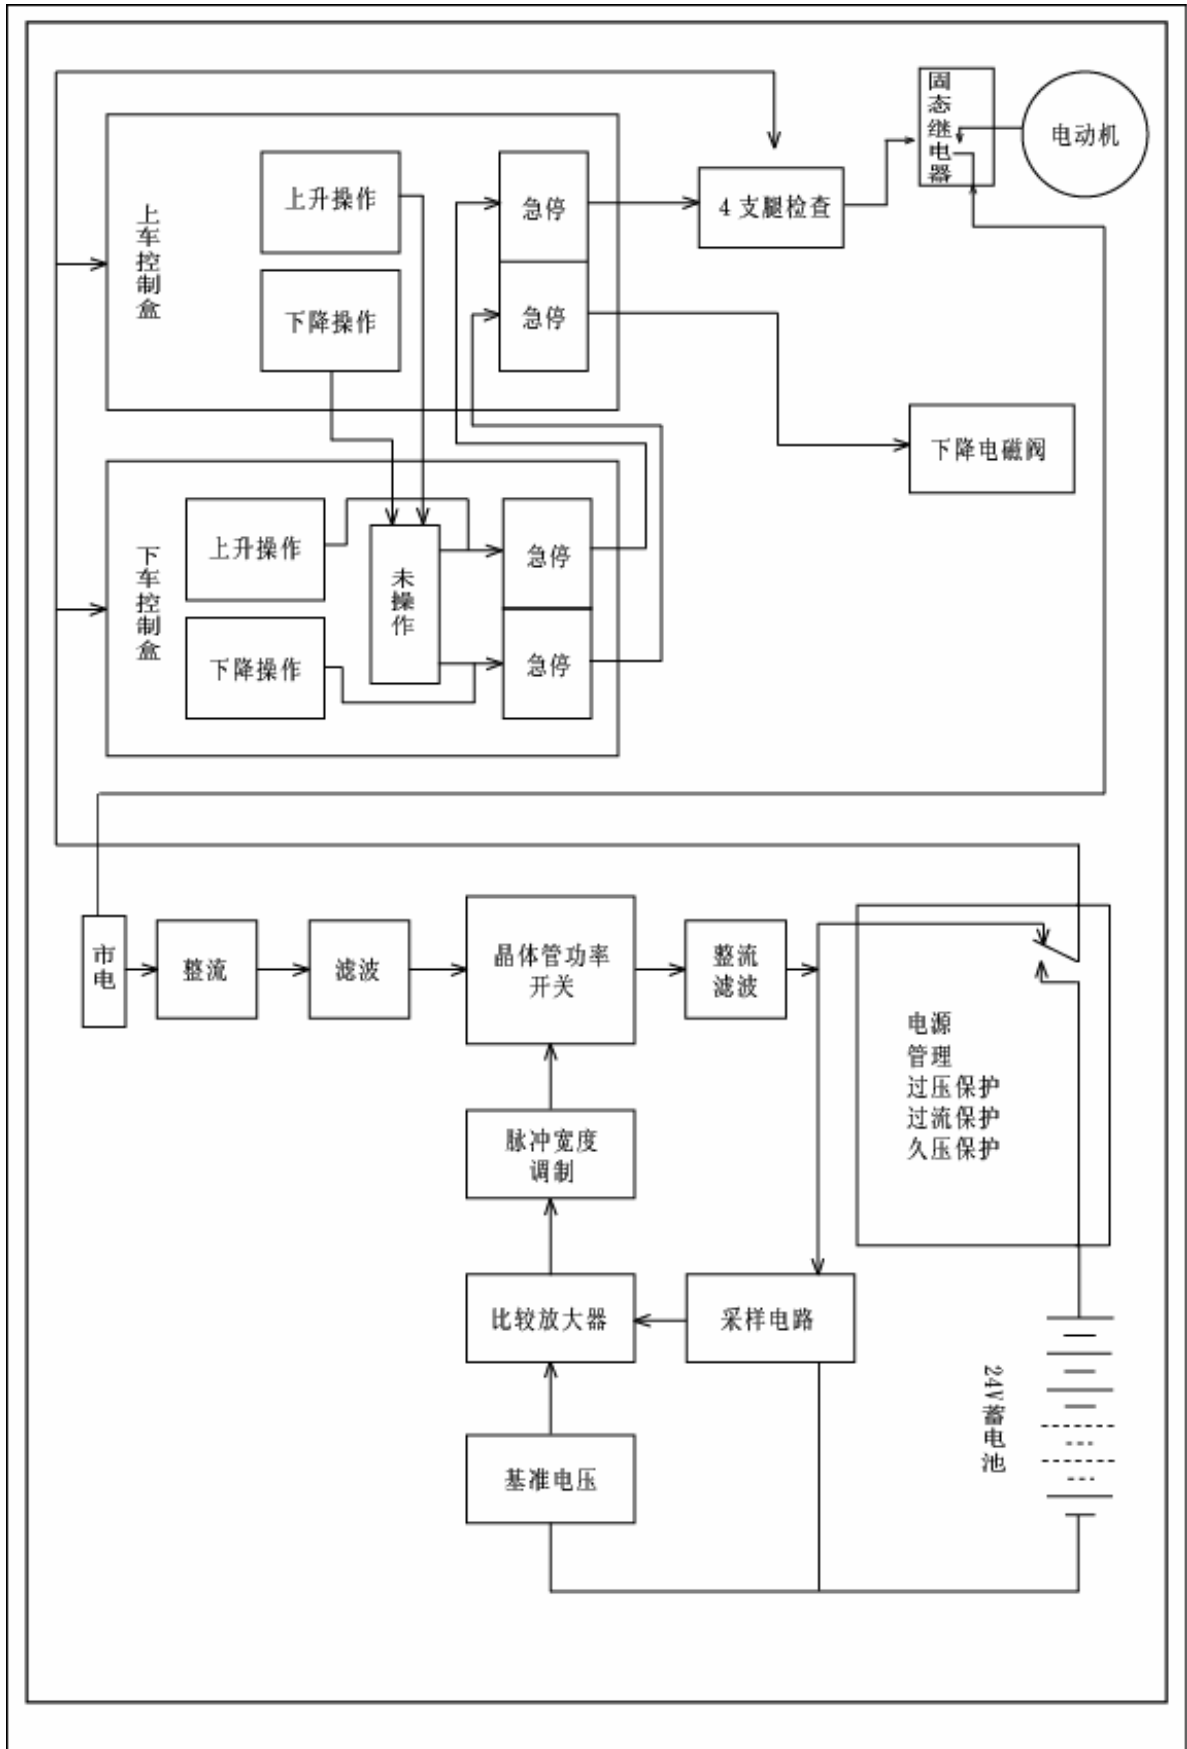 固态继电器
电动机
上车控制盒
上升操作
急停
4 支腿检查
下降操作
急停
下降电磁阀
下车控制盒
上升操作
未操作
急停
下降操作
急停
市电
整流
滤波
晶体管功率
开关
整流
滤波
电源
管理
过压保护
过流保护
久压保护
脉冲宽度
调制
比较放大器
采样电路
24V蓄电池
基准电压